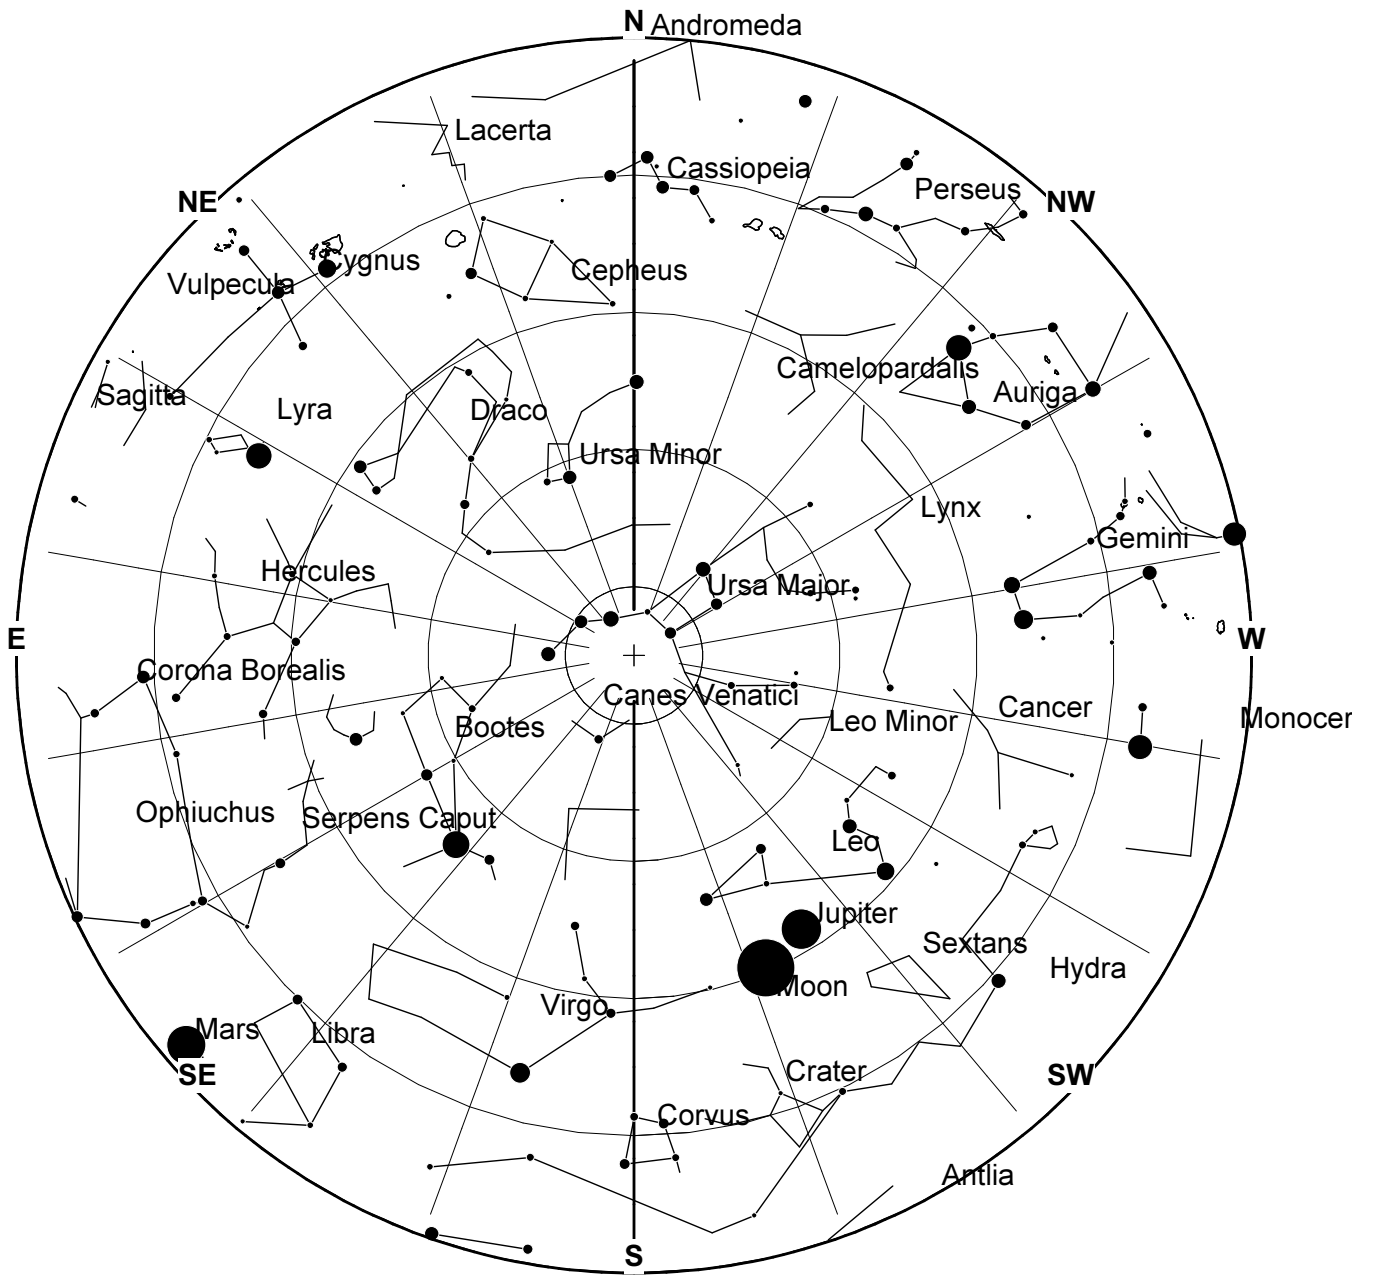 N Andromeda
Lacerta
Cassiopeia
Perseus
NE
NW
Cygnus
Cepheus
Vulpecula
Camelopardalis
Auriga
Sagitta
Lyra
Draco
Ursa Minor
Lynx
Gemini
Hercules
Ursa Major
E
W
Corona Borealis
Canes Venatici
Cancer
Leo Minor
Monocer
Bootes
Ophiuchus
Serpens Caput
Leo
Jupiter
Sextans
Hydra
Moon
Virgo
Mars
Libra
SE
Crater
SW
Corvus
Antlia
S